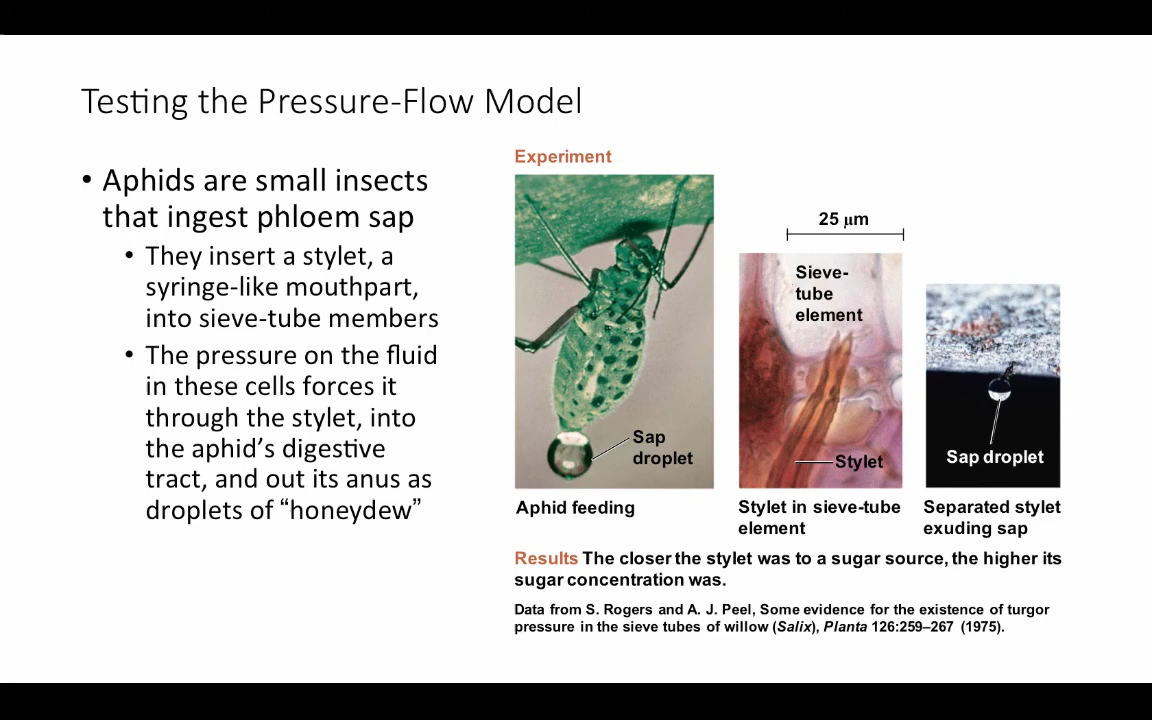 Testing the Pressure-Flow Model
• Aphids are small insects
that ingest phloem sap
• They insert a stylet, a
syringe-like mouthpart,
into sieve-tube members
• The pressure on the fluid
in these cells forces it
through the stylet, into
the aphid’s digestive
tract, and out its anus as
droplets of “honeydew”
Experiment
Sap
droplet
Aphid feeding
25 μm
Sieve-
tube
element
Stylet
Stylet in sieve-tube
element
Sap droplet
Separated stylet
exuding sap
Results The closer the stylet was to a sugar source, the higher its
sugar concentration was.
Data from S. Rogers and A. J. Peel, Some evidence for the existence of turgor
pressure in the sieve tubes of willow (Salix), Planta 126:259–267 (1975).